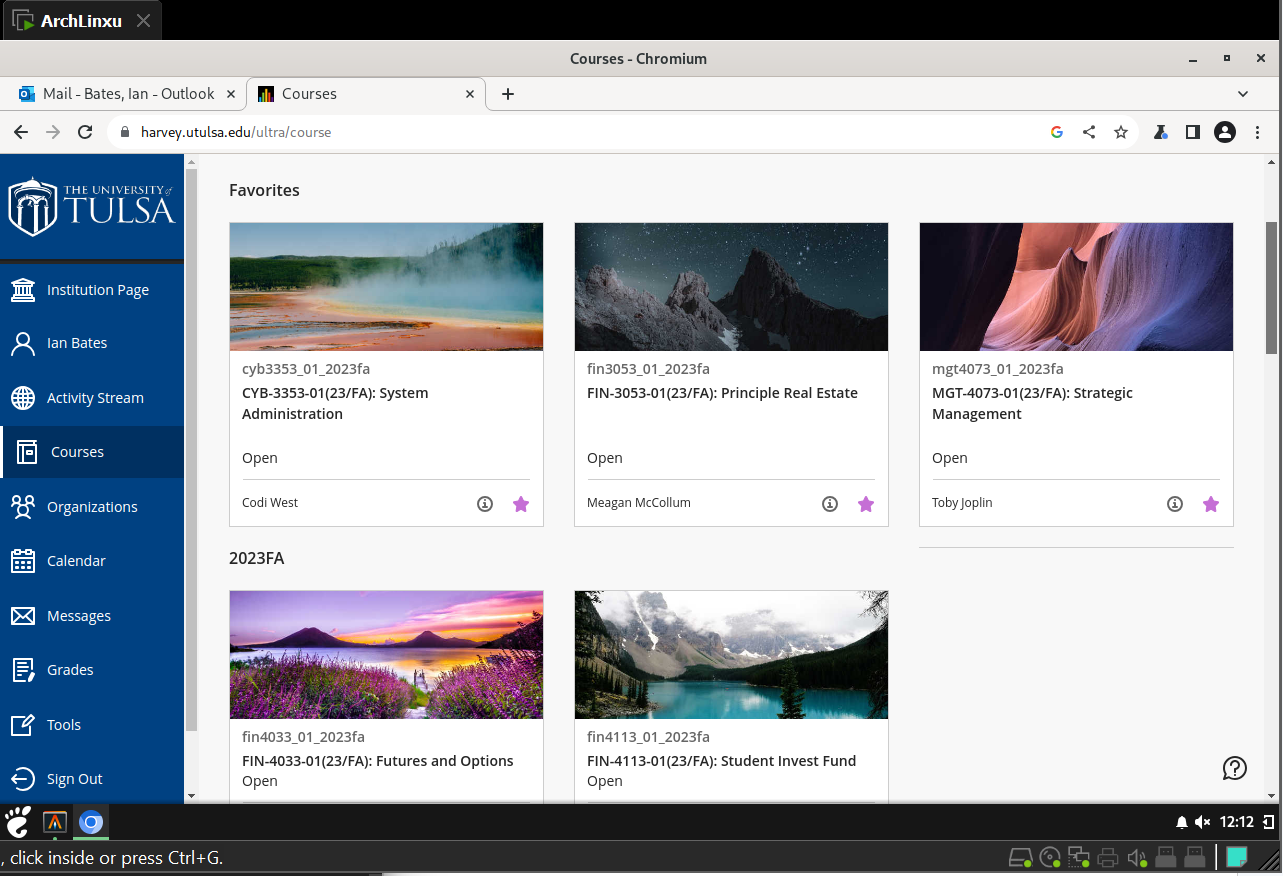 ArchLinxu
Courses - Chromium
Mail - Bates, Ian - Outlook
Courses
harvey.utulsa.edu/ultra/course
THE UNIVERSITY of
TULSA
Institution Page
Ian Bates
Activity Stream
Courses
Organizations
Calendar
Messages
Grades
Tools
Sign Out
Favorites
cyb3353_01_2023fa
CYB-3353-01(23/FA): System
Administration
Open
Codi West
fin3053_01_2023fa
FIN-3053-01(23/FA): Principle Real Estate
Open
Meagan McCollum
mgt4073_01_2023fa
MGT-4073-01(23/FA): Strategic
Management
Open
Toby Joplin
2023FA
fin4033_01_2023fa
FIN-4033-01(23/FA): Futures and Options
Open
fin4113_01_2023fa
FIN-4113-01(23/FA): Student Invest Fund
Open
12:12
, click inside or press Ctrl+G.